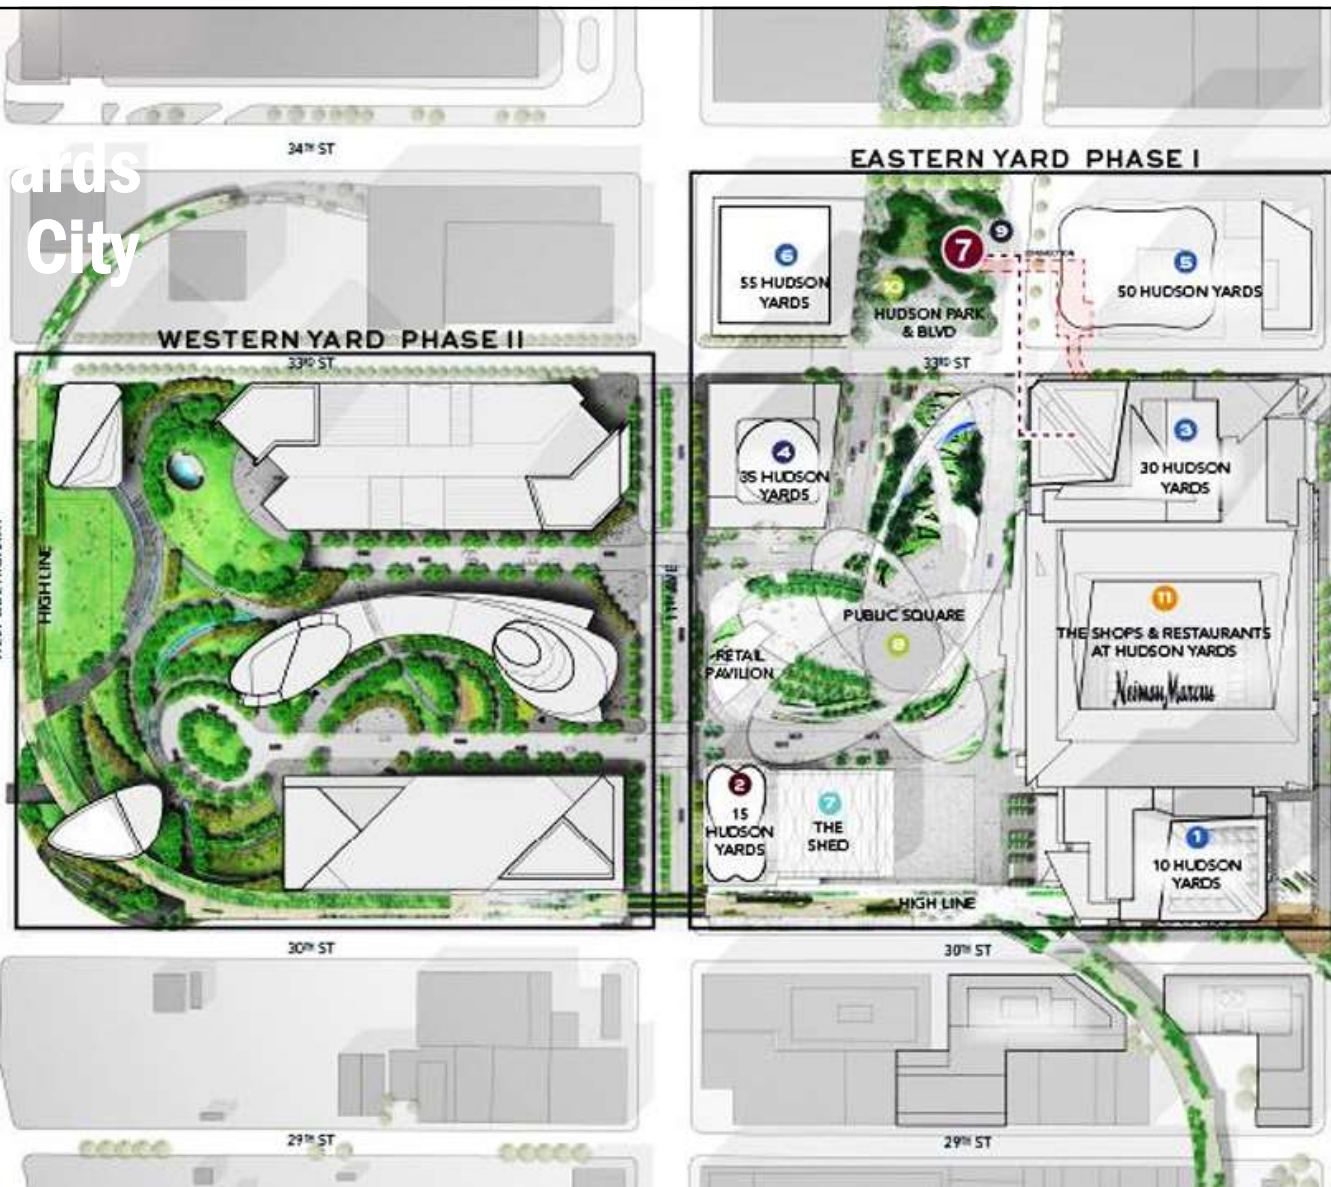 34TH ST
ards
City
EASTERN YARD PHASE I
6
55 HUDSON
YARDS
7
9
10
HUDSON PARK
& BLVD
5
50 HUDSON YARDS
WESTERN YARD PHASE II
33RD ST
33RD ST
4
35 HUDSON
YARDS
3
30 HUDSON
YARDS
HIGH LINE
11TH AVE
PUBLIC SQUARE
8
RETAIL
PAVILION
11
THE SHOPS & RESTAURANTS
AT HUDSON YARDS
Neiman Marcus
2
15
HUDSON
YARDS
7
THE
SHED
1
10 HUDSON
YARDS
HIGH LINE
30TH ST
30TH ST
29TH ST
29TH ST